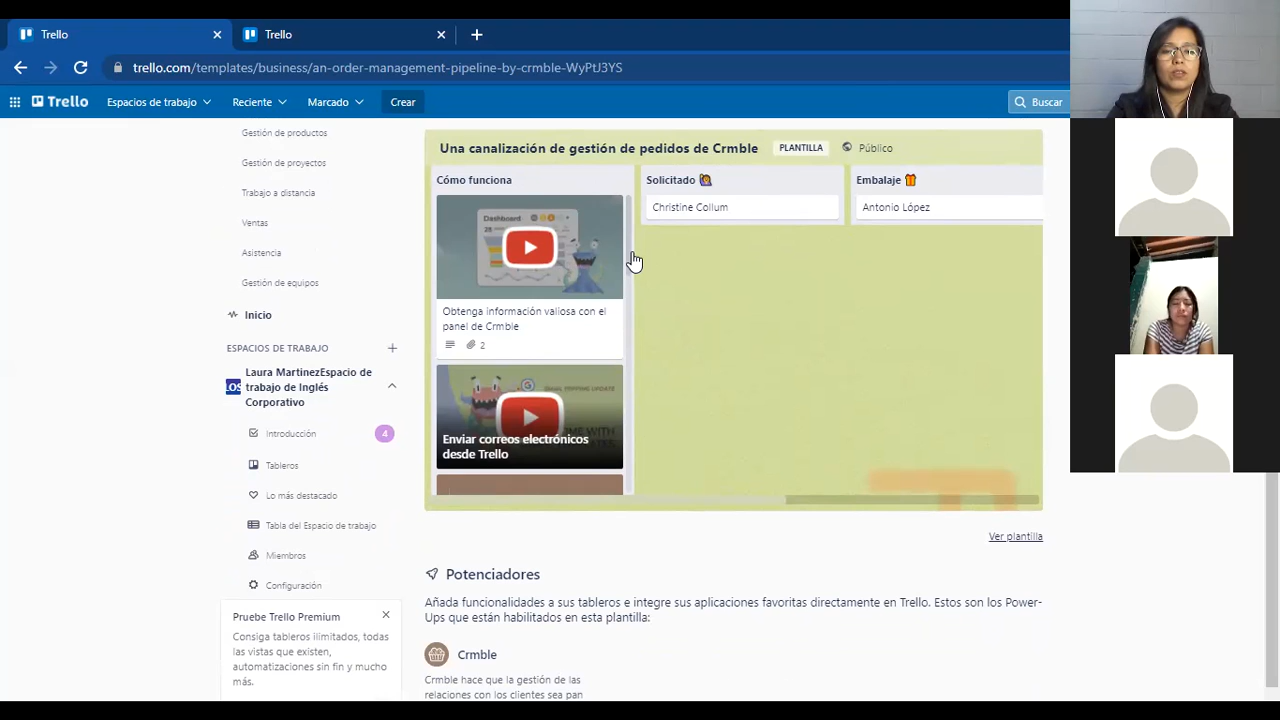 Trello
Trello
trello.com/templates/business/an-order-management-pipeline-by-crmble-WyPtJ3YS
Trello
Espacios de trabajo
Reciente
Marcado
Crear
Buscar
Gestión de productos
Gestión de proyectos
Trabajo a distancia
Ventas
Asistencia
Gestión de equipos
Inicio
ESPACIOS DE TRABAJO
Laura MartinezEspacio de
trabajo de Inglés
Corporativo
Introducción
4
Tableros
Lo más destacado
Tabla del Espacio de trabajo
Miembros
Configuración
Pruebe Trello Premium
Consiga tableros ilimitados, todas
las vistas que existen,
automatizaciones sin fin y mucho
más.
Una canalización de gestión de pedidos de Crmble
PLANTILLA
Público
Cómo funciona
Dashboard
Obtenga información valiosa con el
panel de Crmble
2
Enviar correos electrónicos
desde Trello
Solicitado
Christine Collum
Embalaje
Antonio López
Ver plantilla
Potenciadores
Añada funcionalidades a sus tableros e integre sus aplicaciones favoritas directamente en Trello. Estos son los Power-
Ups que están habilitados en esta plantilla:
Crmble
Crmble hace que la gestión de las
relaciones con los clientes sea pan